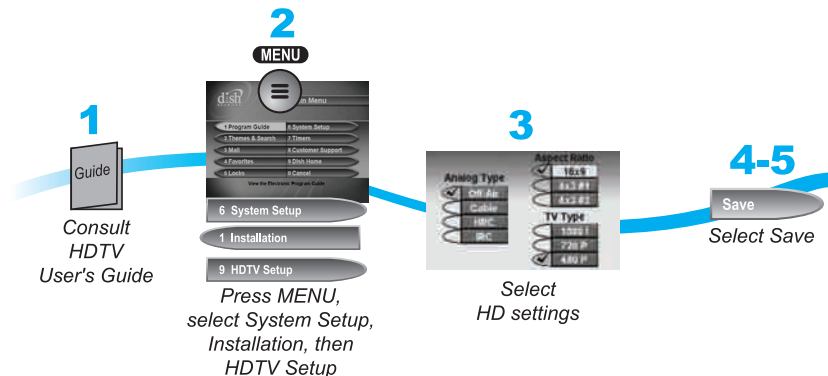 1
Guide
Consult
HDTV
User's Guide
2
MENU
dish
NETWORK
Main Menu
1 Program Guide
6 System Setup
2 Themes & Search
7 Timers
3 Mail
8 Customer Support
4 Favorites
9 Dish Home
5 Locks
0 Cancel
View the Electronic Program Guide
6 System Setup
1 Installation
9 HDTV Setup
Press MENU,
select System Setup,
Installation, then
HDTV Setup
3
Analog Type
Off Air
Cable
HRC
IRC
Aspect Ratio
16x9
4x3 #1
4x3 #2
TV Type
1080 I
720 P
480 P
Select
HD settings
4-5
Save
Select Save